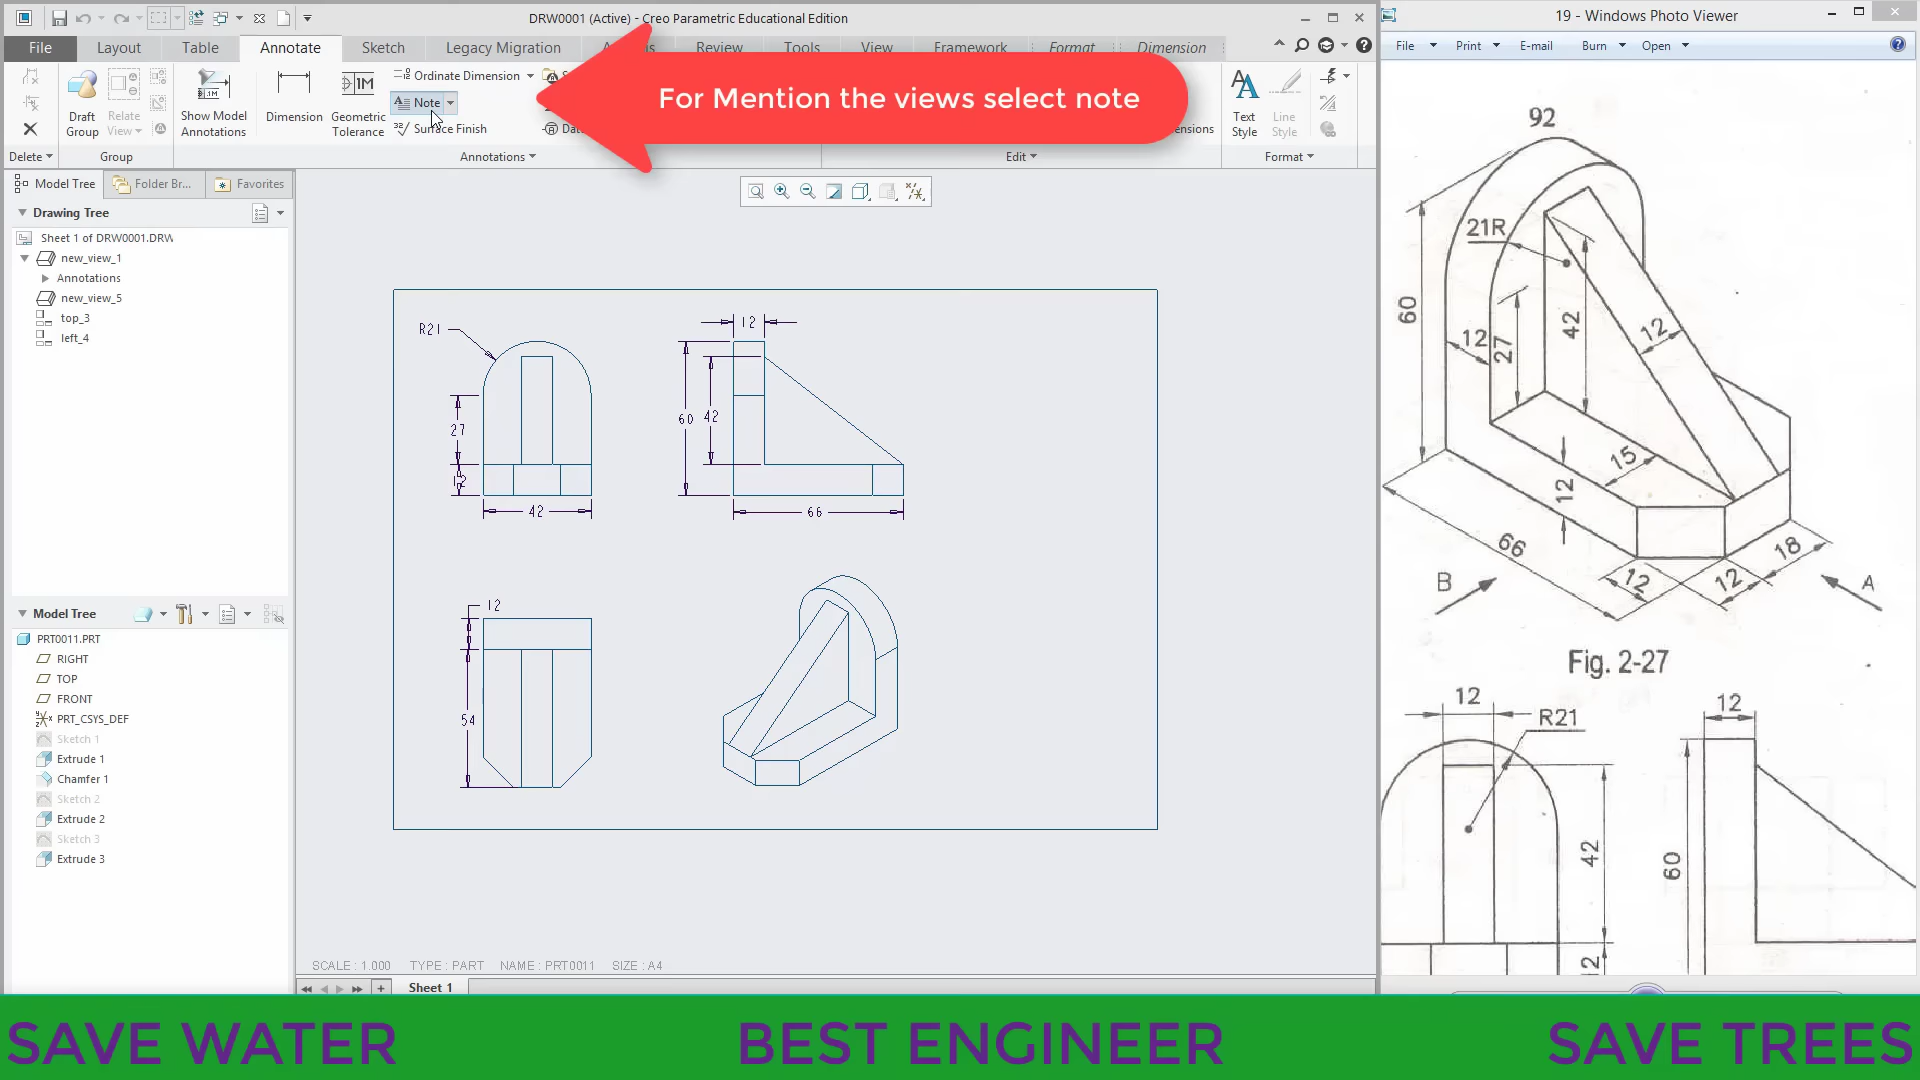 DRW0001 (Active) - Creo Parametric Educational Edition
File
Layout
Table
Annotate
Sketch
Legacy Migration
Review
Tools
View
Framework
Format
Dimension
Delete
Draft Group
Relate View
Group
Show Model Annotations
Dimension
Geometric Tolerance
Ordinate Dimension
Note
Surface Finish
Annotations
For Mention the views select note
Edit
Text Style
Line Style
Format
Model Tree
Folder Br...
Favorites
Drawing Tree
Sheet 1 of DRW0001.DRW
new_view_1
Annotations
new_view_5
top_3
left_4
Model Tree
PRT0011.PRT
RIGHT
TOP
FRONT
PRT_CSYS_DEF
Sketch 1
Extrude 1
Chamfer 1
Sketch 2
Extrude 2
Sketch 3
Extrude 3
R21
27
12
42
12
60
42
66
12
54
SCALE : 1.000 TYPE : PART NAME : PRT0011 SIZE : A4
Sheet 1
19 - Windows Photo Viewer
File
Print
E-mail
Burn
Open
92
21R
60
12
27
42
12
15
12
66
12
12
18
B
A
Fig. 2-27
12
R21
42
12
12
60
SAVE WATER
BEST ENGINEER
SAVE TREES